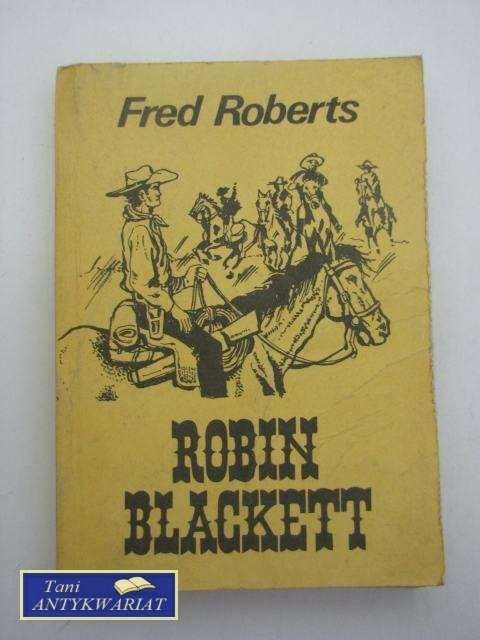 Fred Roberts
ROBIN
BLACKETT
Tani
ANTYKWARIAT